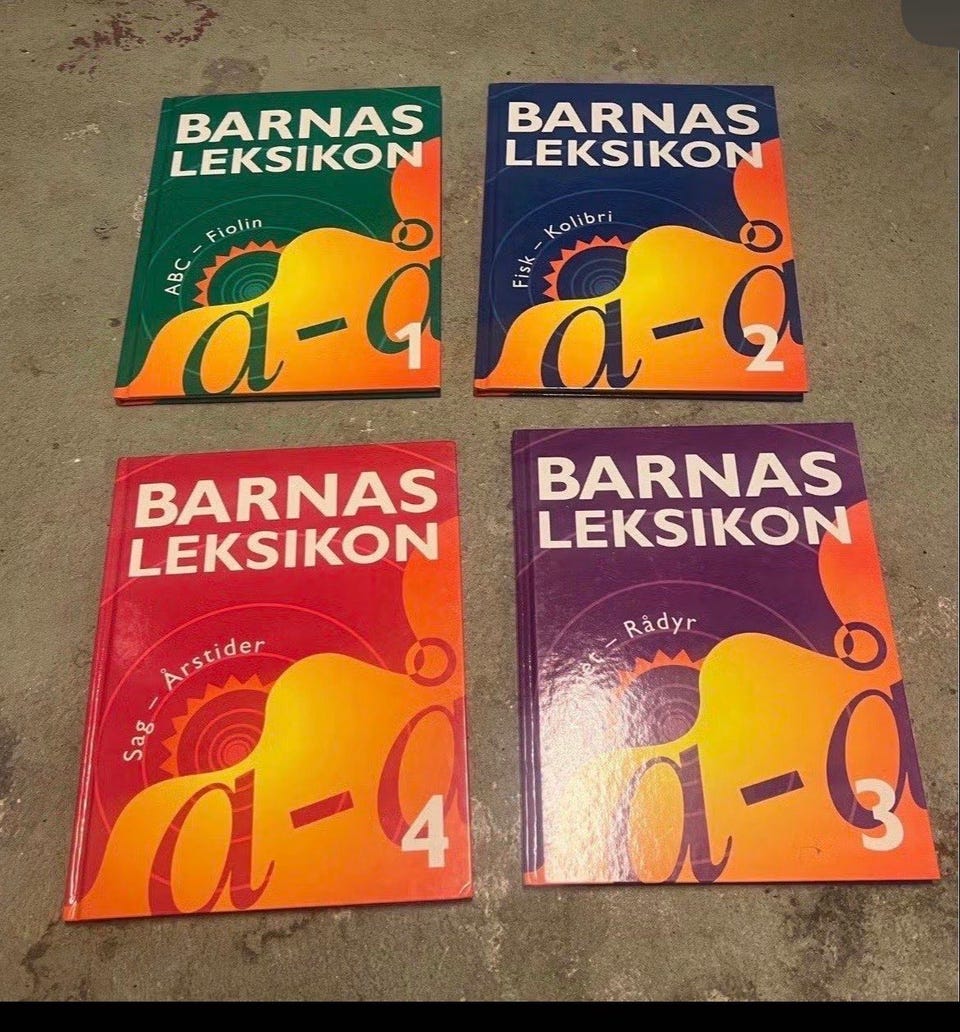 BARNAS
LEKSIKON
ABC – Fiolin
a-å
1
BARNAS
LEKSIKON
Fisk – Kolibri
a-å
2
BARNAS
LEKSIKON
Sag – Årstider
a-å
4
BARNAS
LEKSIKON
– Rådyr
a-å
3